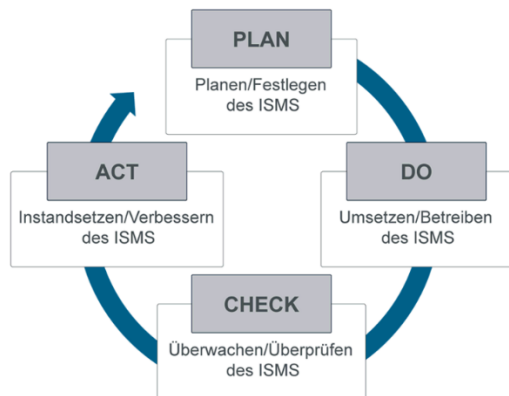 PLAN
Planen/Festlegen
des ISMS
DO
Umsetzen/Betreiben
des ISMS
CHECK
Überwachen/Überprüfen
des ISMS
ACT
Instandsetzen/Verbessern
des ISMS